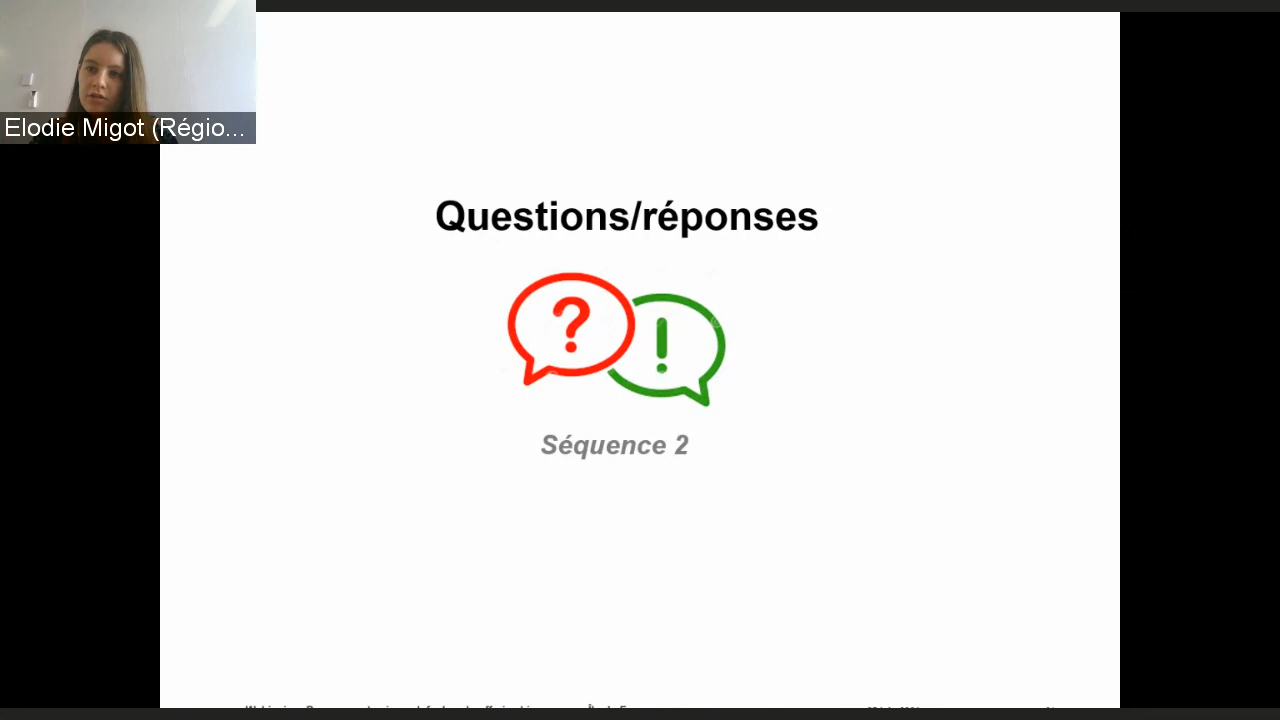 Elodie Migot (Régio...
Questions/réponses
?
!
Séquence 2